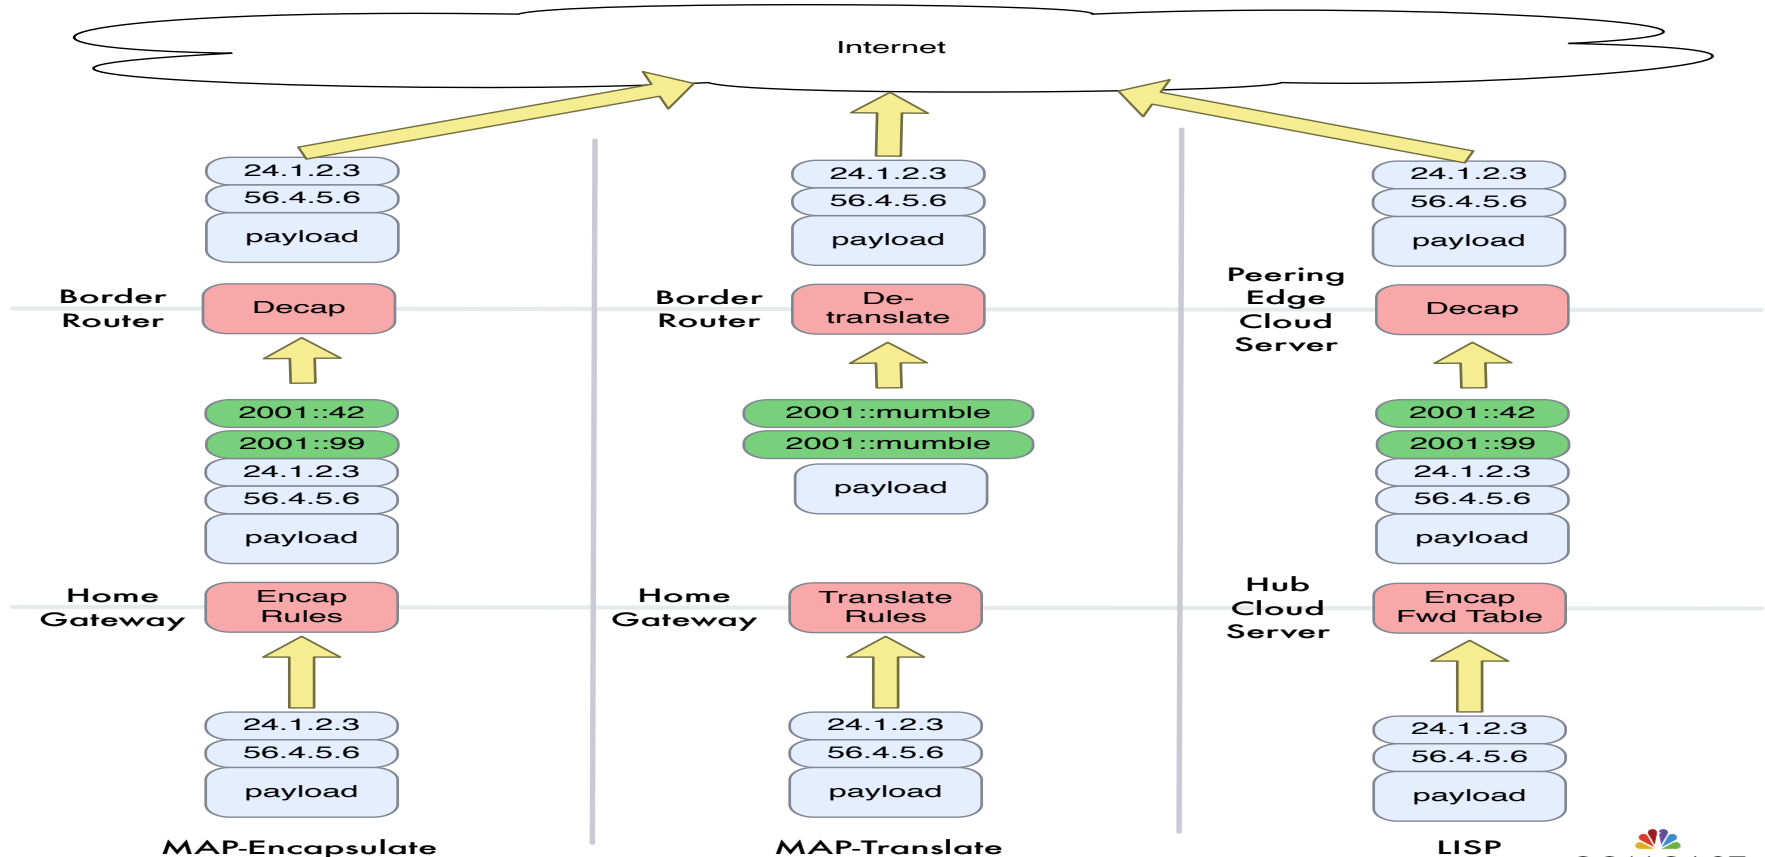 Internet
24.1.2.3
56.4.5.6
payload
Border
Router
Decap
2001::42
2001::99
24.1.2.3
56.4.5.6
payload
Home
Gateway
Encap
Rules
24.1.2.3
56.4.5.6
payload
MAP-Encapsulate
24.1.2.3
56.4.5.6
payload
Border
Router
De-
translate
2001::mumble
2001::mumble
payload
Home
Gateway
Translate
Rules
24.1.2.3
56.4.5.6
payload
MAP-Translate
24.1.2.3
56.4.5.6
payload
Peering
Edge
Cloud
Server
Decap
2001::42
2001::99
24.1.2.3
56.4.5.6
payload
Hub
Cloud
Server
Encap
Fwd Table
24.1.2.3
56.4.5.6
payload
LISP
COMCAST